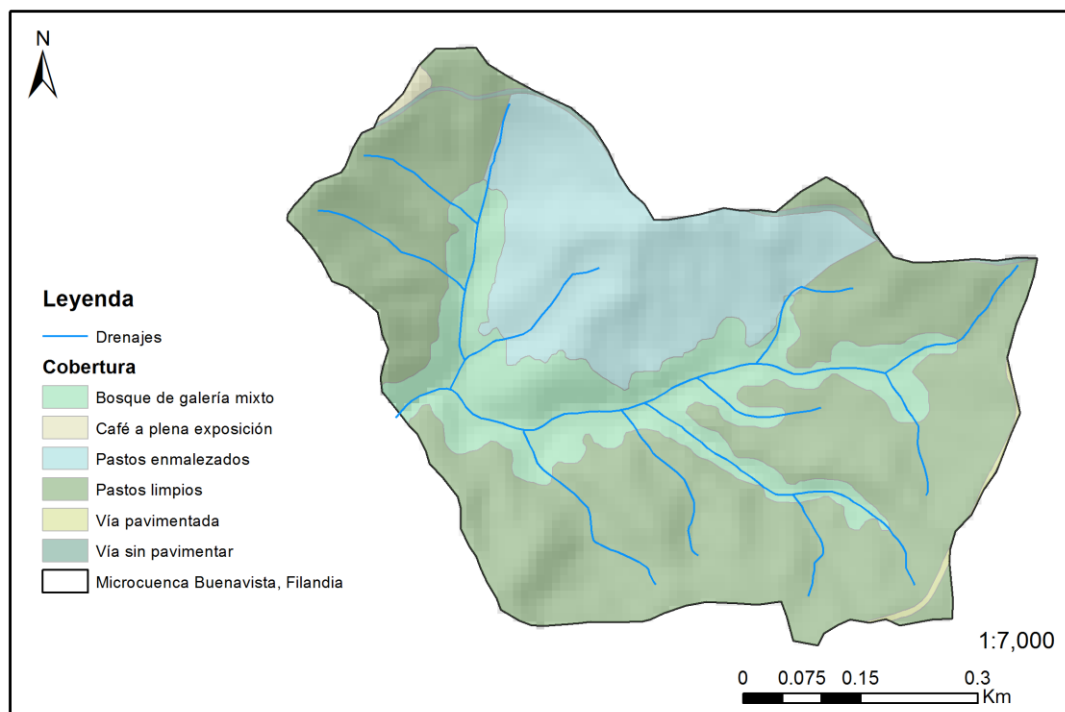 N
Leyenda
Drenajes
Cobertura
Bosque de galería mixto
Café a plena exposición
Pastos enmalezados
Pastos limpios
Vía pavimentada
Vía sin pavimentar
Microcuenca Buenavista, Filandia
1:7,000
0 0.075 0.15 0.3
Km